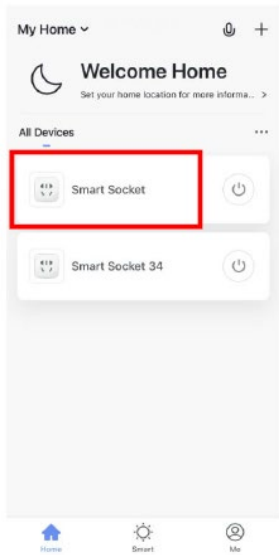 My Home
Welcome Home
Set your home location for more informa.. >
All Devices
...
Smart Socket
Smart Socket 34
Home
Smart
Me